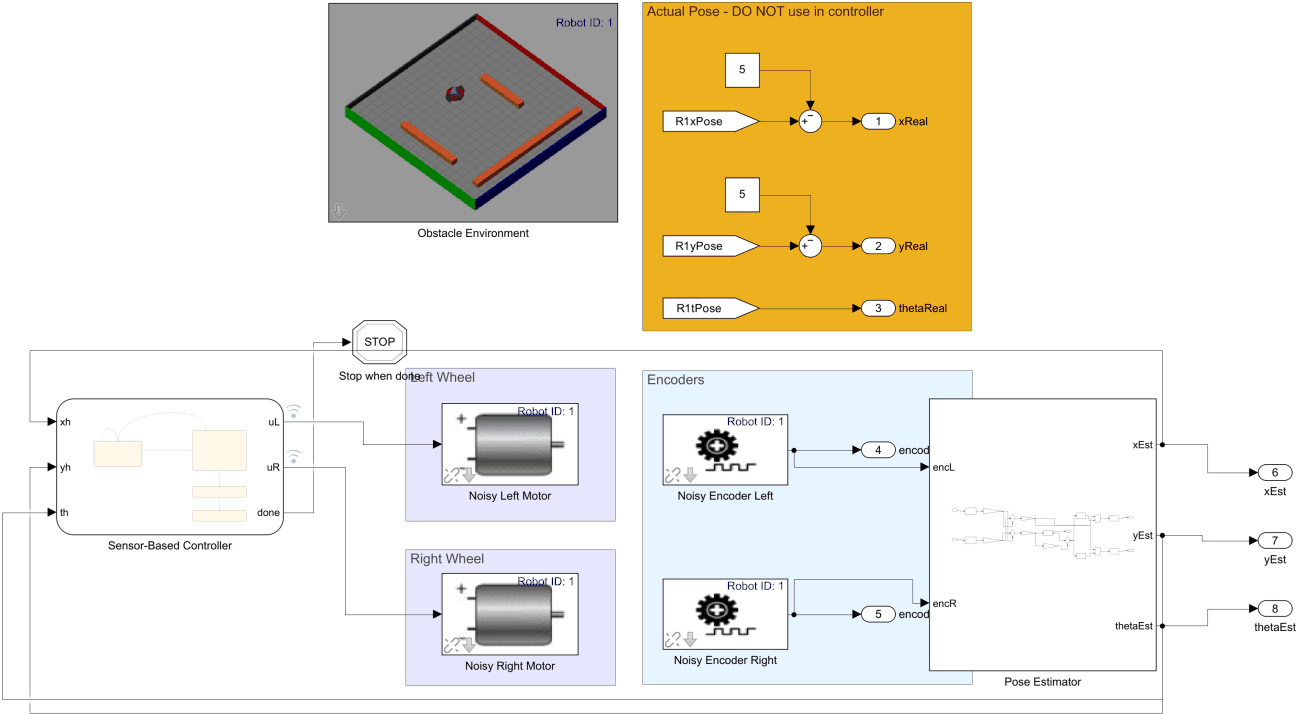 Robot ID: 1
Obstacle Environment
Actual Pose - DO NOT use in controller
5
R1xPose
+
−
1
xReal
5
R1yPose
+
−
2
yReal
R1tPose
3
thetaReal
STOP
Stop when done
xh
yh
th
uL
uR
done
Sensor-Based Controller
Left Wheel
Robot ID: 1
Noisy Left Motor
Right Wheel
Robot ID: 1
Noisy Right Motor
Encoders
Robot ID: 1
Noisy Encoder Left
4
encod
Robot ID: 1
Noisy Encoder Right
5
encod
encL
encR
xEst
yEst
thetaEst
Pose Estimator
6
xEst
7
yEst
8
thetaEst